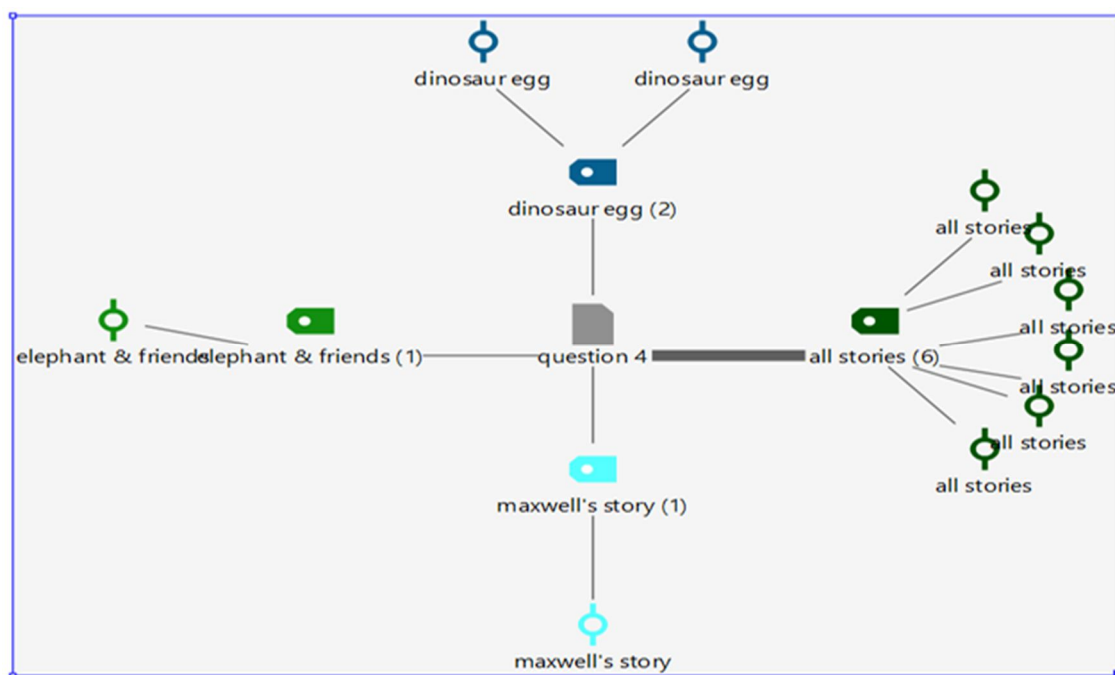 dinosaur egg
dinosaur egg
dinosaur egg (2)
all stories
all stories
all stories
elephant & friends
elephant & friends (1)
question 4
all stories (6)
all stories
all stories
all stories
maxwell's story (1)
maxwell's story